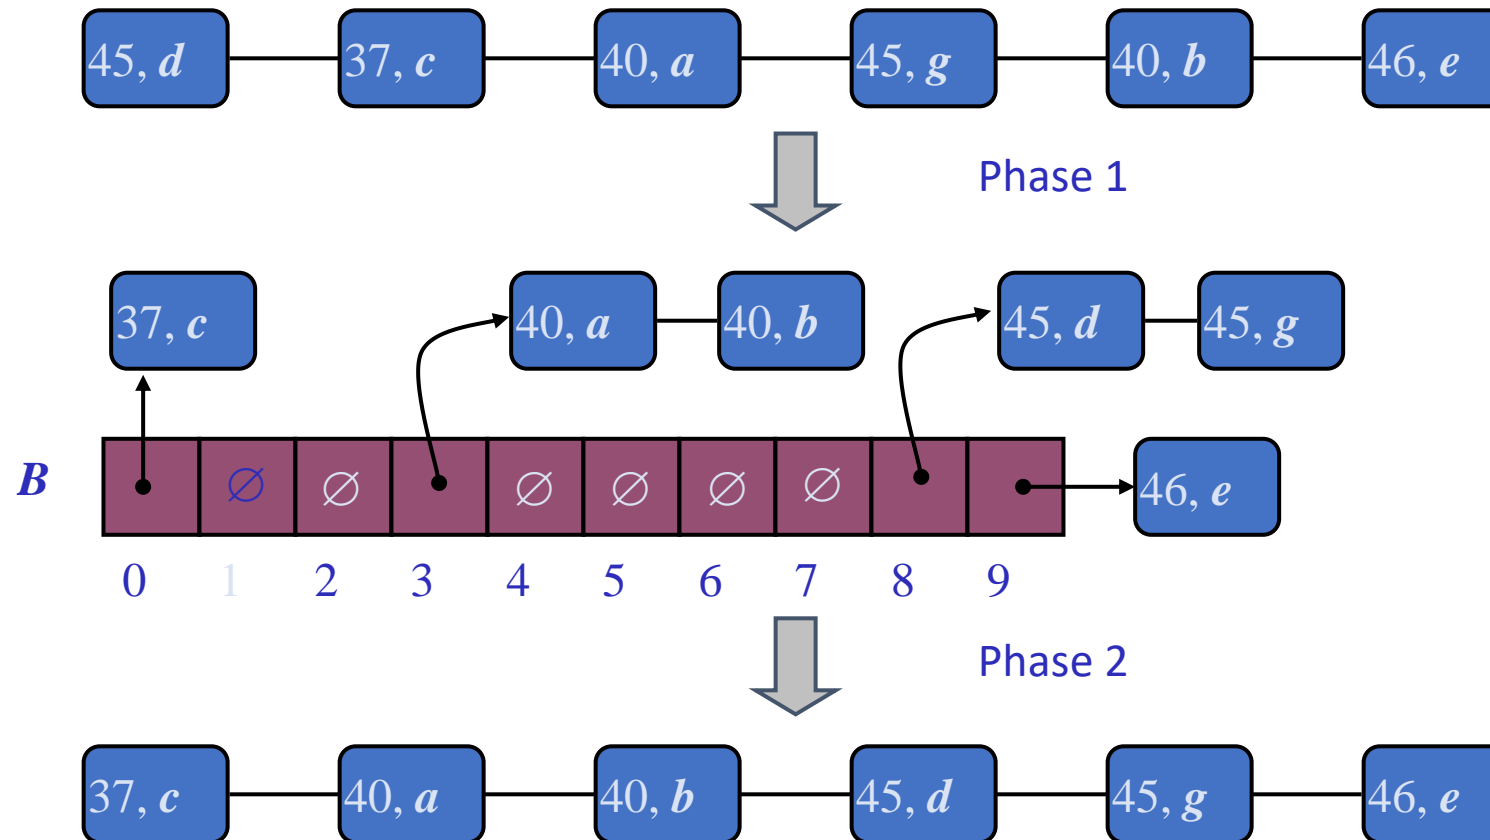 45, d 37, c 40, a 45, g 40, b 46, e
Phase 1
37, c 40, a 40, b 45, d 45, g
B ∅ ∅ ∅ ∅ ∅ ∅ 46, e
0 1 2 3 4 5 6 7 8 9
Phase 2
37, c 40, a 40, b 45, d 45, g 46, e